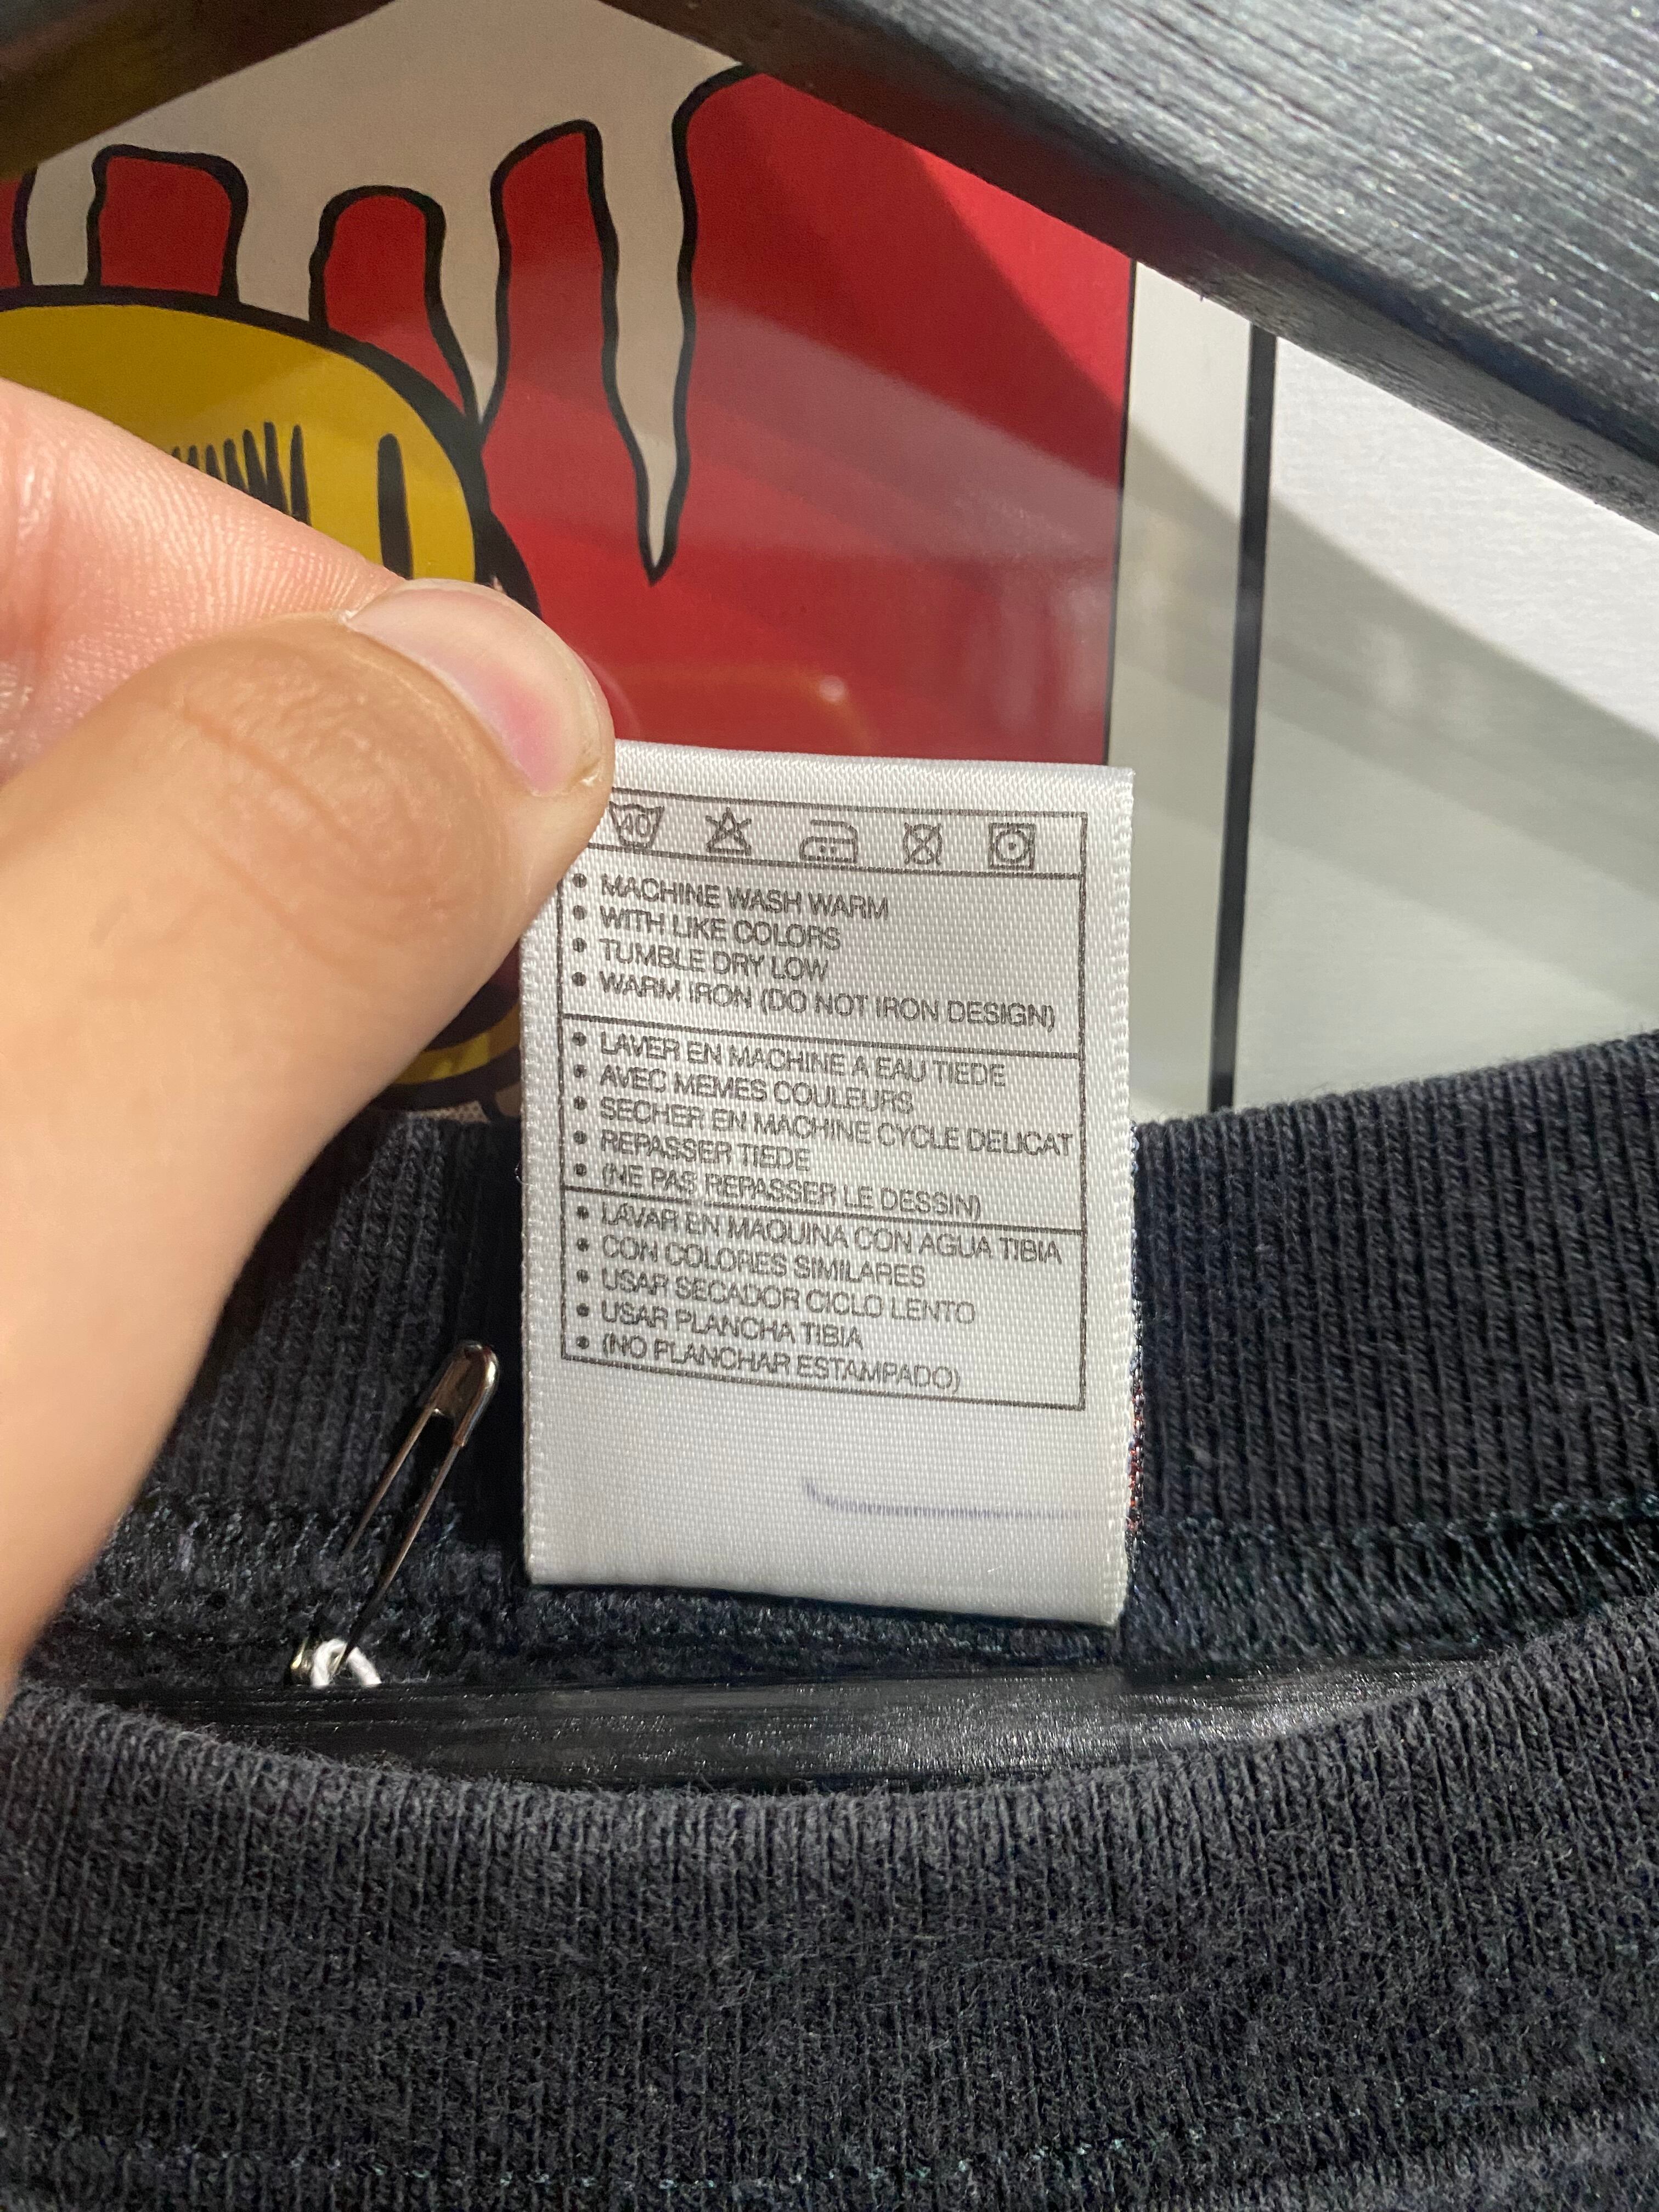 40
• MACHINE WASH WARM
• WITH LIKE COLORS
• TUMBLE DRY LOW
• WARM IRON (DO NOT IRON DESIGN)
• LAVER EN MACHINE A EAU TIEDE
• AVEC MEMES COULEURS
• SECHER EN MACHINE CYCLE DELICAT
• REPASSER TIEDE
• (NE PAS REPASSER LE DESSIN)
• LAVAR EN MAQUINA CON AGUA TIBIA
• CON COLORES SIMILARES
• USAR SECADOR CICLO LENTO
• USAR PLANCHA TIBIA
• (NO PLANCHAR ESTAMPADO)